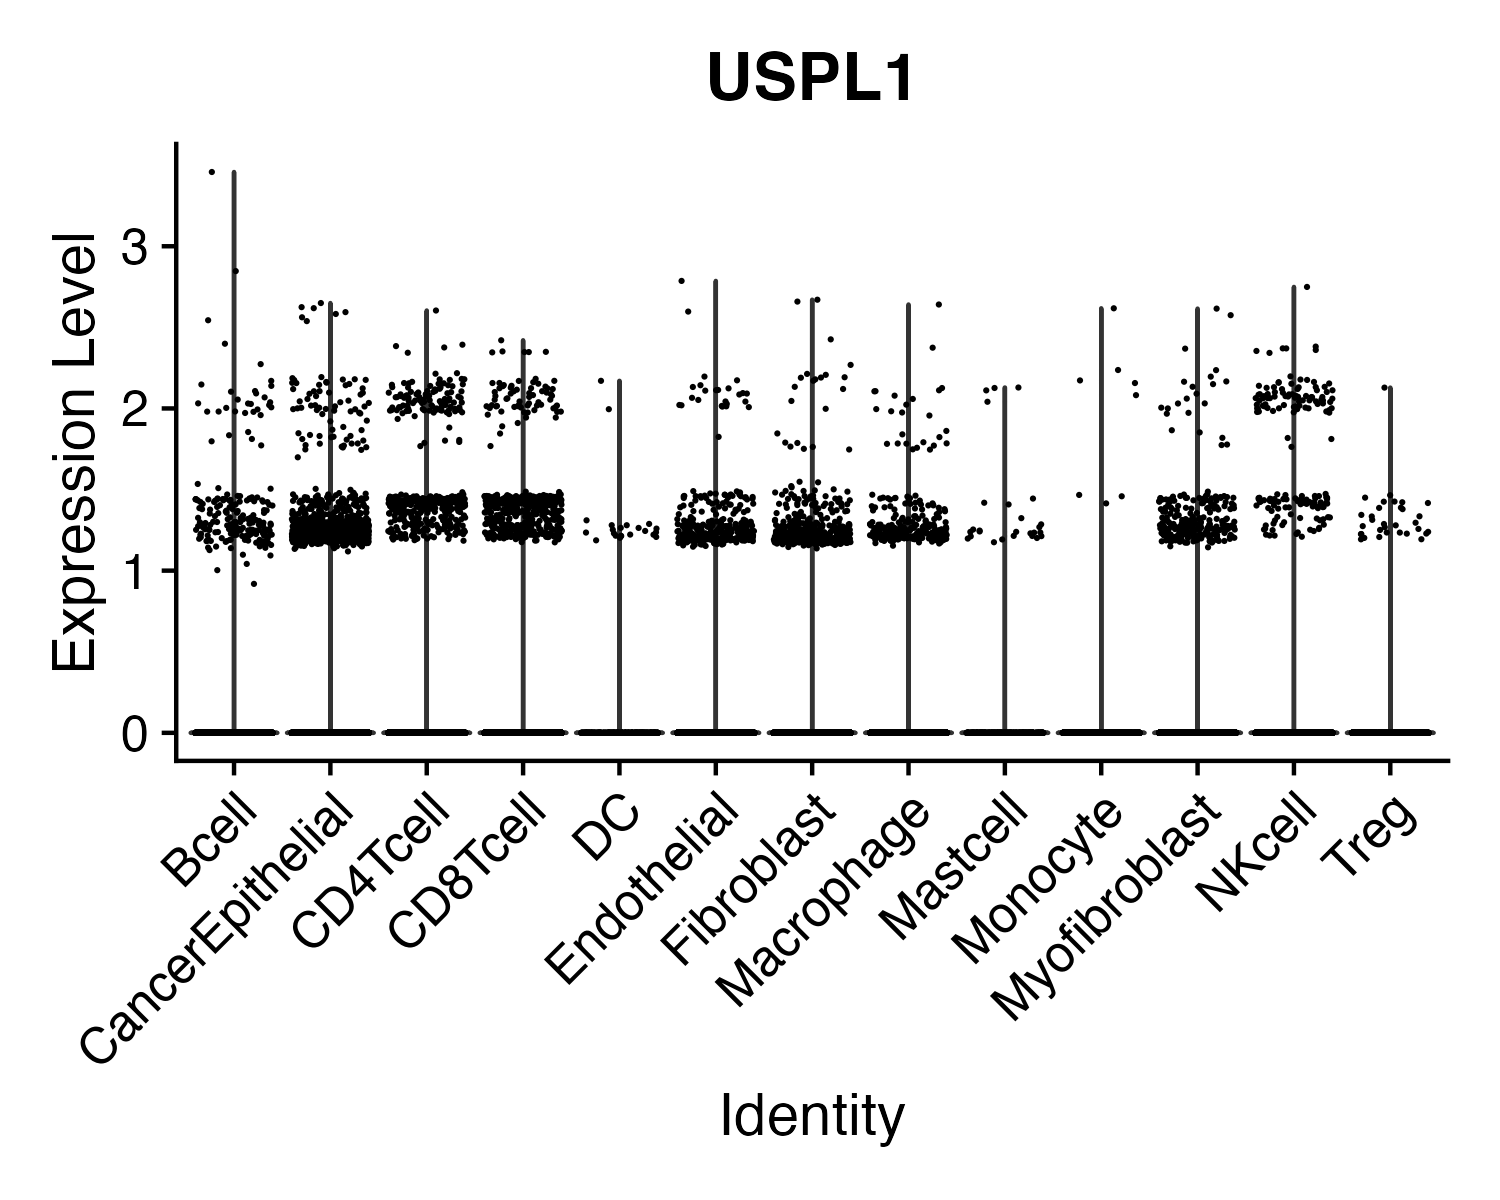 USPL1
Expression Level
3
2
1
0
Bcell
CancerEpithelial
CD4Tcell
CD8Tcell
DC
Endothelial
Fibroblast
Macrophage
Mastcell
Monocyte
Myofibroblast
NKcell
Treg
Identity